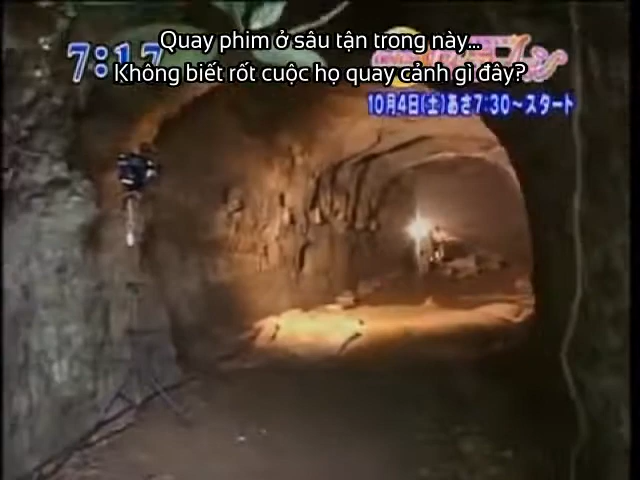 7:17
Quay phim ở sâu tận trong này...
Không biết rốt cuộc họ quay cảnh gì đây?
10月4日(土)あさ7:30～スタート